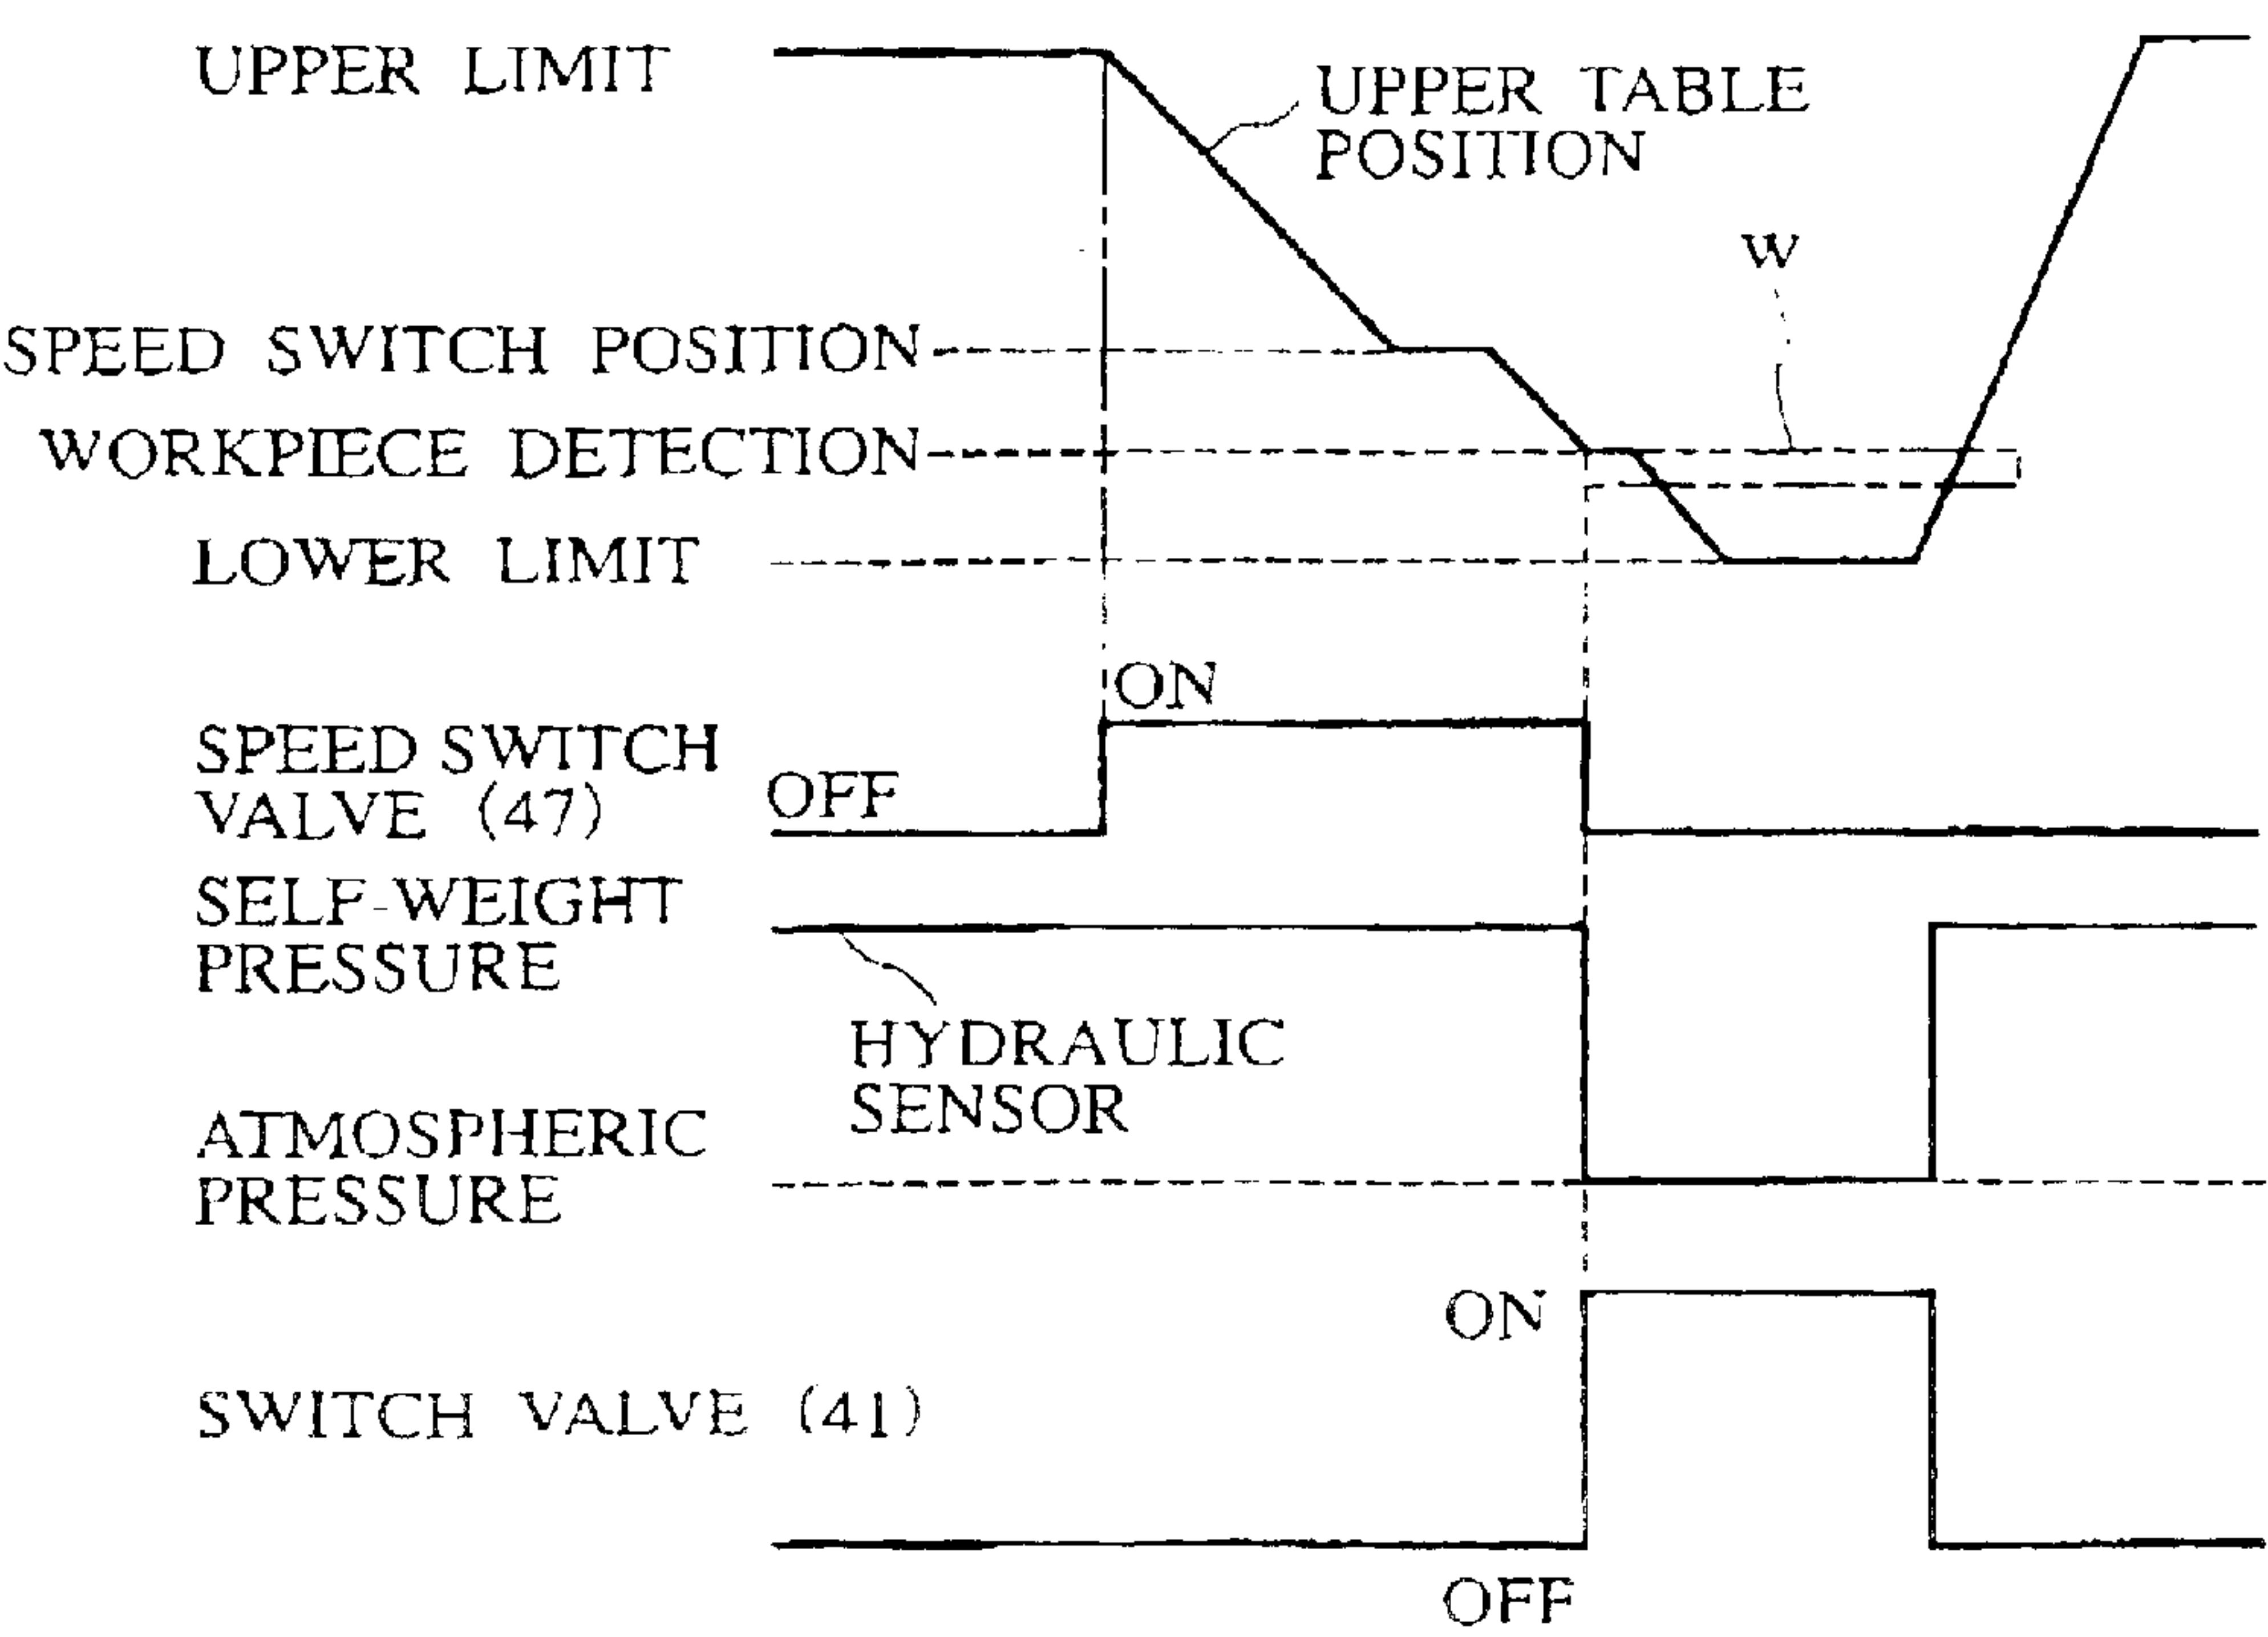 UPPER LIMIT
UPPER TABLE
POSITION
W
SPEED SWITCH POSITION
WORKPIECE DETECTION
LOWER LIMIT
ON
SPEED SWITCH
VALVE (47)
OFF
SELF-WEIGHT
PRESSURE
HYDRAULIC
SENSOR
ATMOSPHERIC
PRESSURE
ON
SWITCH VALVE (41)
OFF